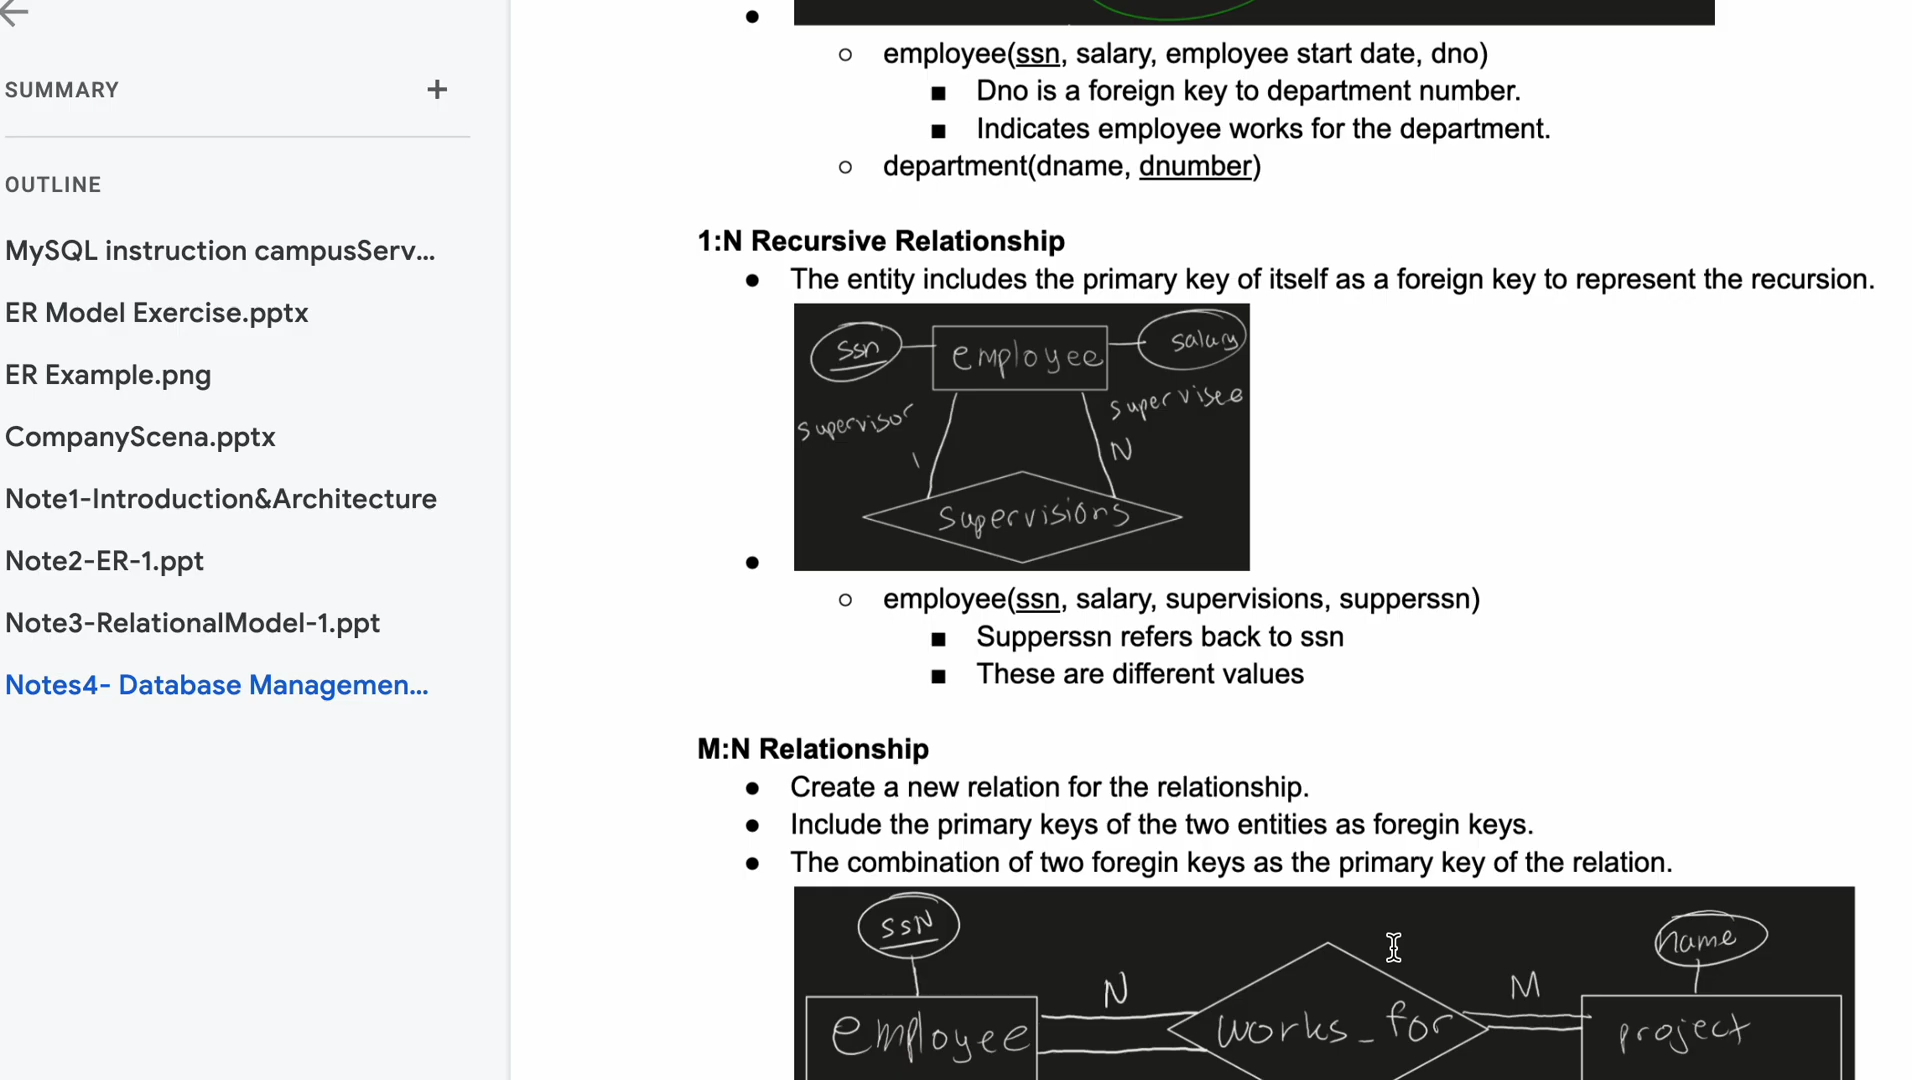 SUMMARY
+
OUTLINE
MySQL instruction campusServ...
ER Model Exercise.pptx
ER Example.png
CompanyScena.pptx
Note1-Introduction&Architecture
Note2-ER-1.ppt
Note3-RelationalModel-1.ppt
Notes4- Database Managemen...
employee(ssn, salary, employee start date, dno)
Dno is a foreign key to department number.
Indicates employee works for the department.
department(dname, dnumber)
1:N Recursive Relationship
The entity includes the primary key of itself as a foreign key to represent the recursion.
ssn employee salary
supervisor supervisee
1 N
Supervisions
employee(ssn, salary, supervisions, supperssn)
Supperssn refers back to ssn
These are different values
M:N Relationship
Create a new relation for the relationship.
Include the primary keys of the two entities as foregin keys.
The combination of two foregin keys as the primary key of the relation.
SSN name
N M
employee works_for project